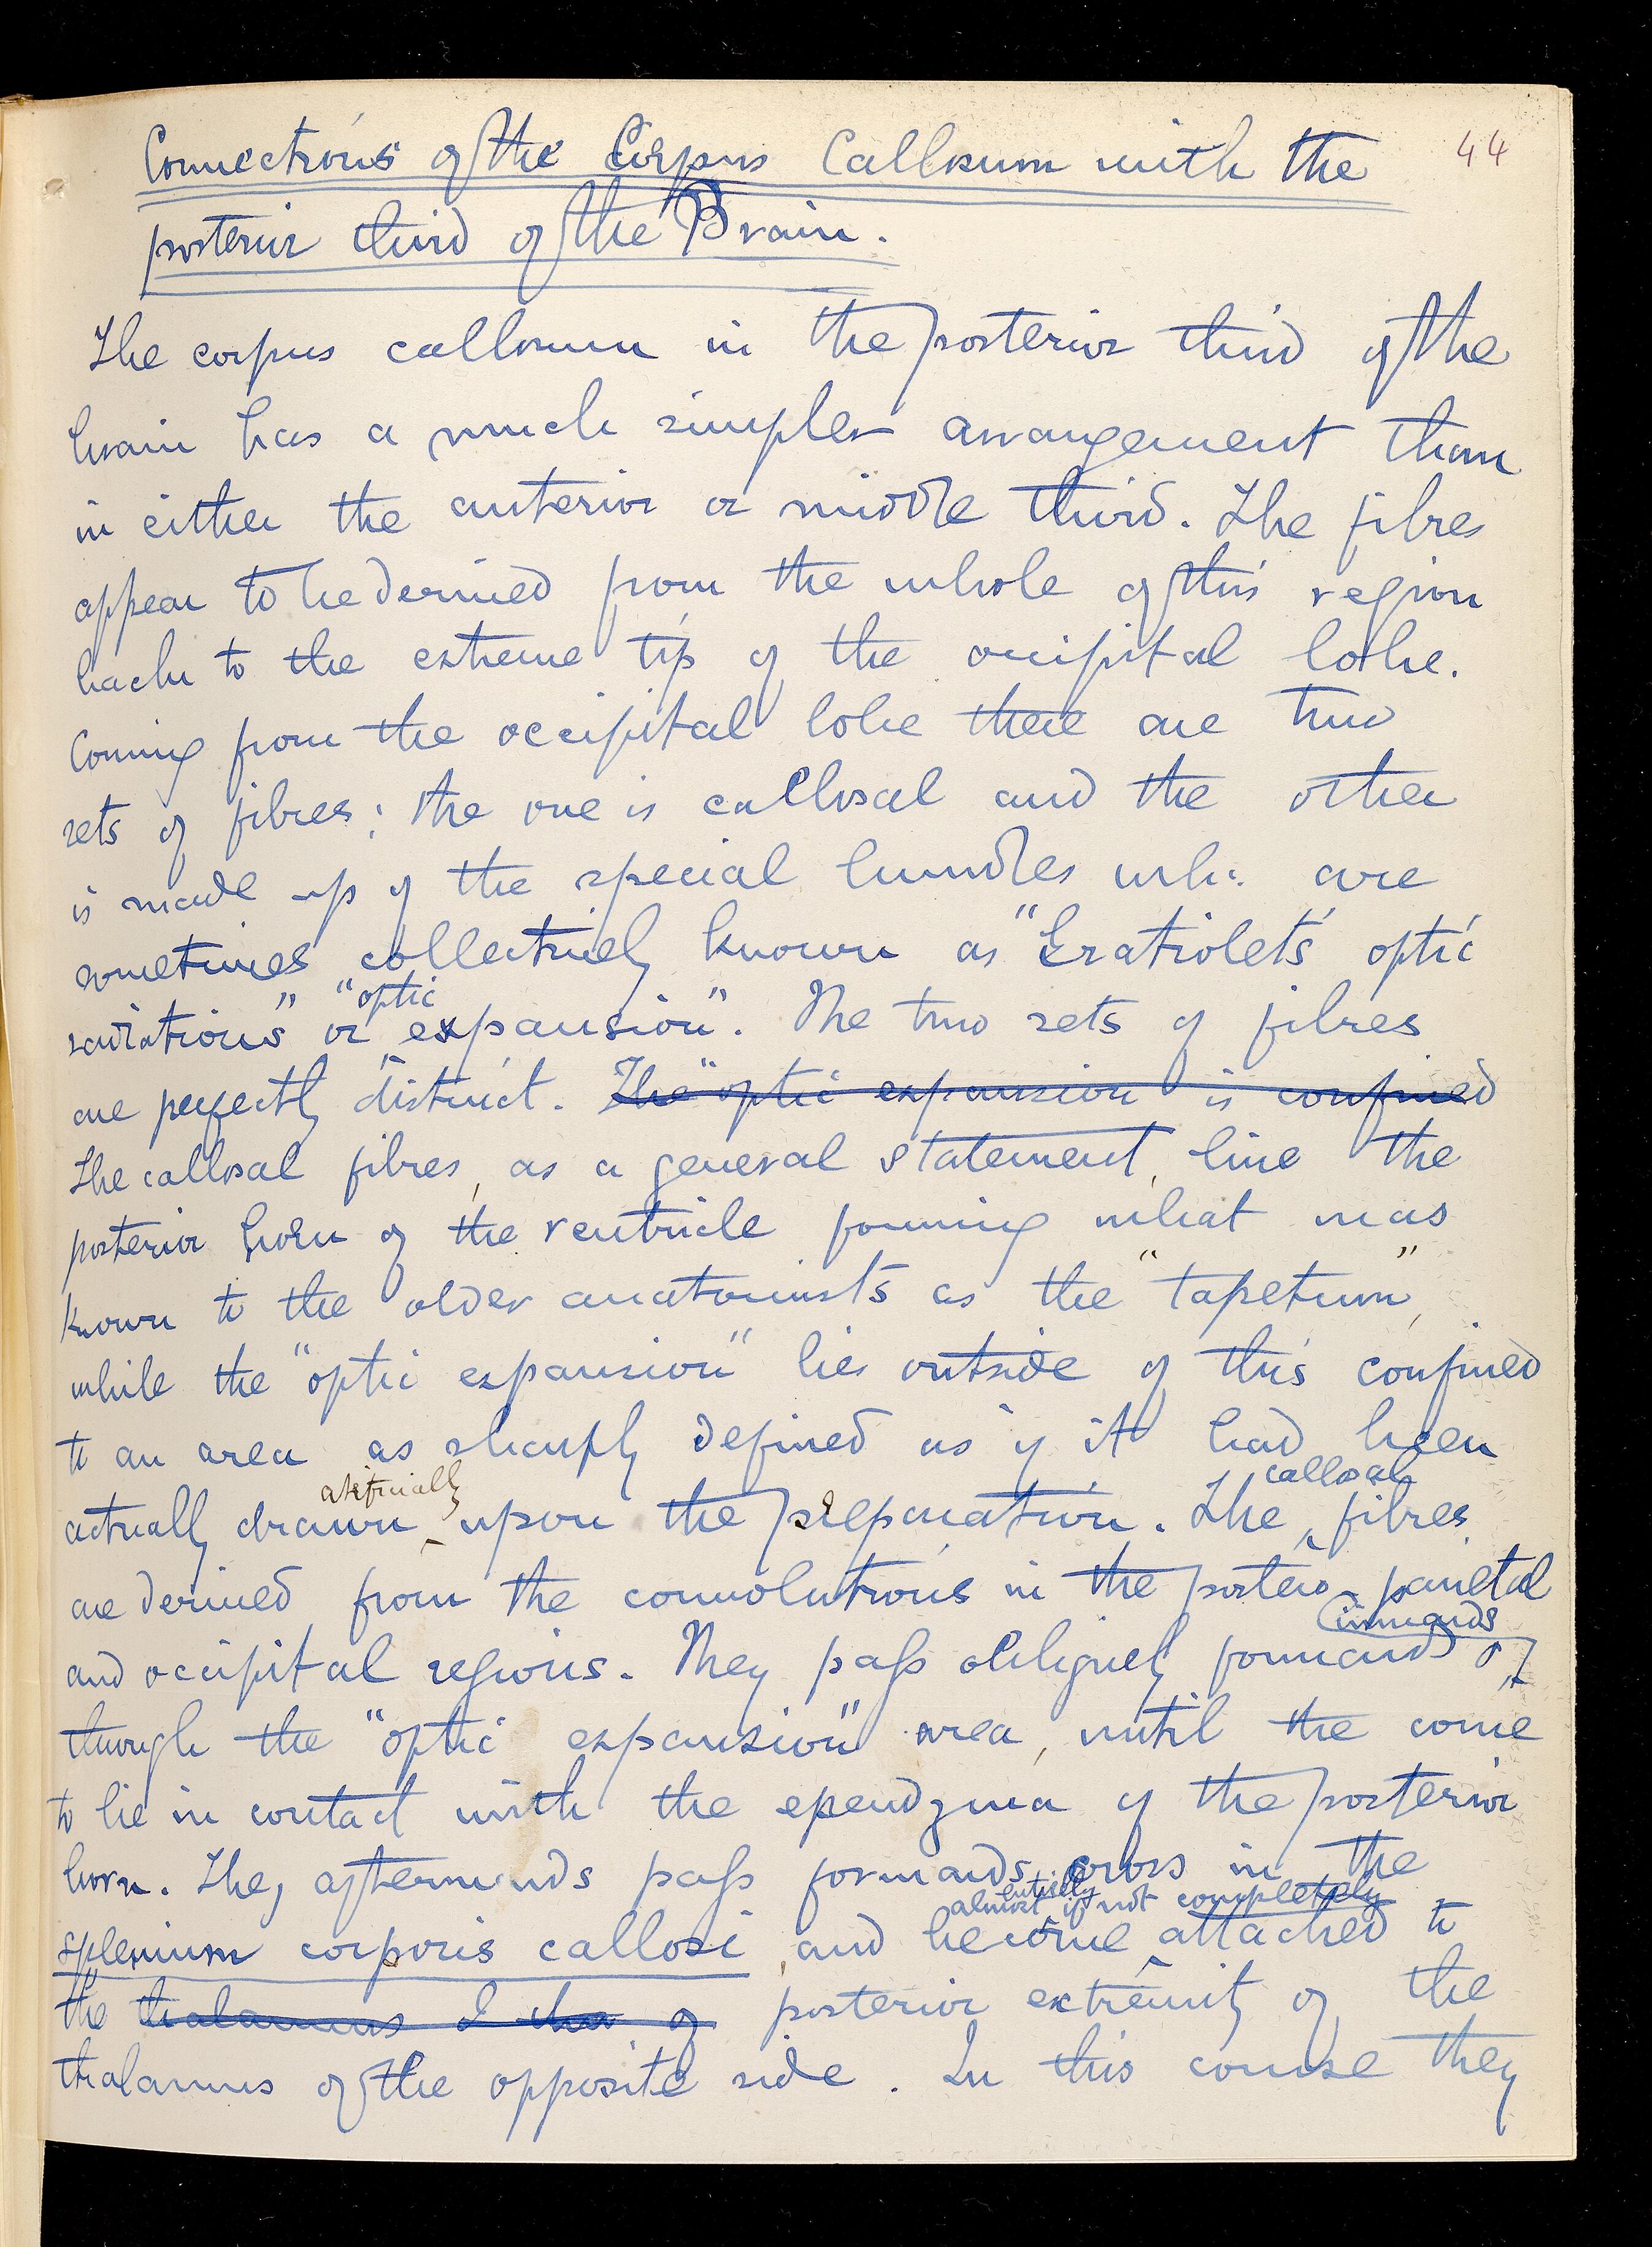 Connections of the Corpus Callosum with the
44
posterior third of the Brain.
The corpus callosum in the posterior third of the
brain has a much simpler arrangement than
in either the anterior or middle third. The fibres
appear to be derived from the whole of this region
back to the extreme tip of the occipital lobe.
Coming from the occipital lobe there are two
sets of fibres; the one is callosal and the other
is made up of the special bundles wh. are
sometimes collectively known as "Gratiolet's optic
radiations" or "optic expansion". The two sets of fibres
are perfectly distinct. The "optic expansion is confined
The callosal fibres, as a general statement, line the
posterior horn of the ventricle forming what was
known to the older anatomists as the "tapetum",
while the "optic expansion" lies outside of this confined
to an area as sharply defined as if it had been
actually drawn artificially upon the preparation. The callosal fibres
are derived from the convolutions in the postero-parietal
and occipital regions. They pass obliquely forwards & inwards
through the "optic expansion" area, until the come
to lie in contact with the ependyma of the posterior
horn. They afterwards pass forwards, cross in the
splenium corporis callosi, and become almost entirely if not completely attached to
the thalamus of posterior extremity of the
thalamus of the opposite side. In this course they